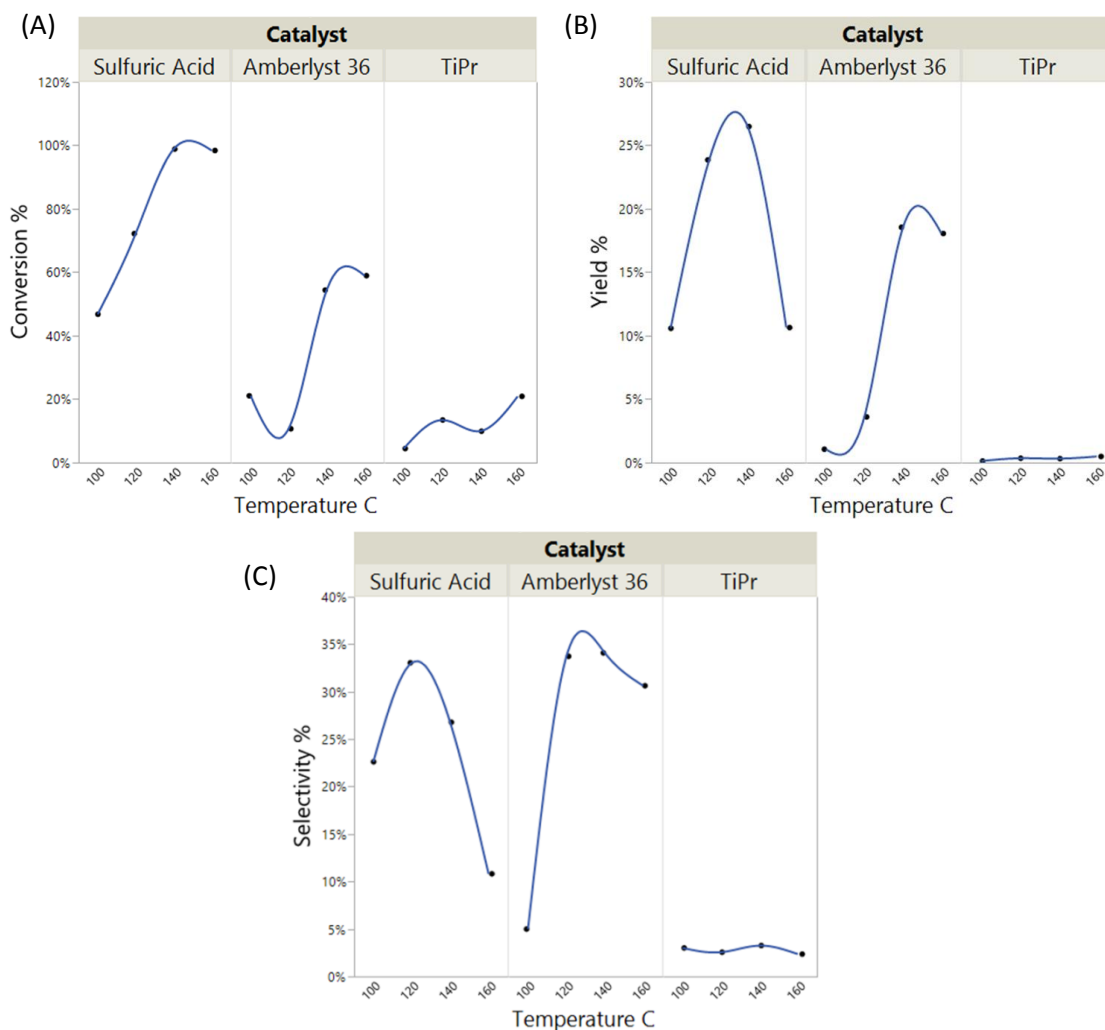 (A)
Catalyst
Sulfuric Acid Amberlyst 36 TiPr
120%
100%
80%
60%
40%
20%
0%
Conversion %
100 120 140 160 100 120 140 160 100 120 140 160
Temperature C
(B)
Catalyst
Sulfuric Acid Amberlyst 36 TiPr
30%
25%
20%
15%
10%
5%
0%
Yield %
100 120 140 160 100 120 140 160 100 120 140 160
Temperature C
(C)
Catalyst
Sulfuric Acid Amberlyst 36 TiPr
40%
35%
30%
25%
20%
15%
10%
5%
0%
Selectivity %
100 120 140 160 100 120 140 160 100 120 140 160
Temperature C